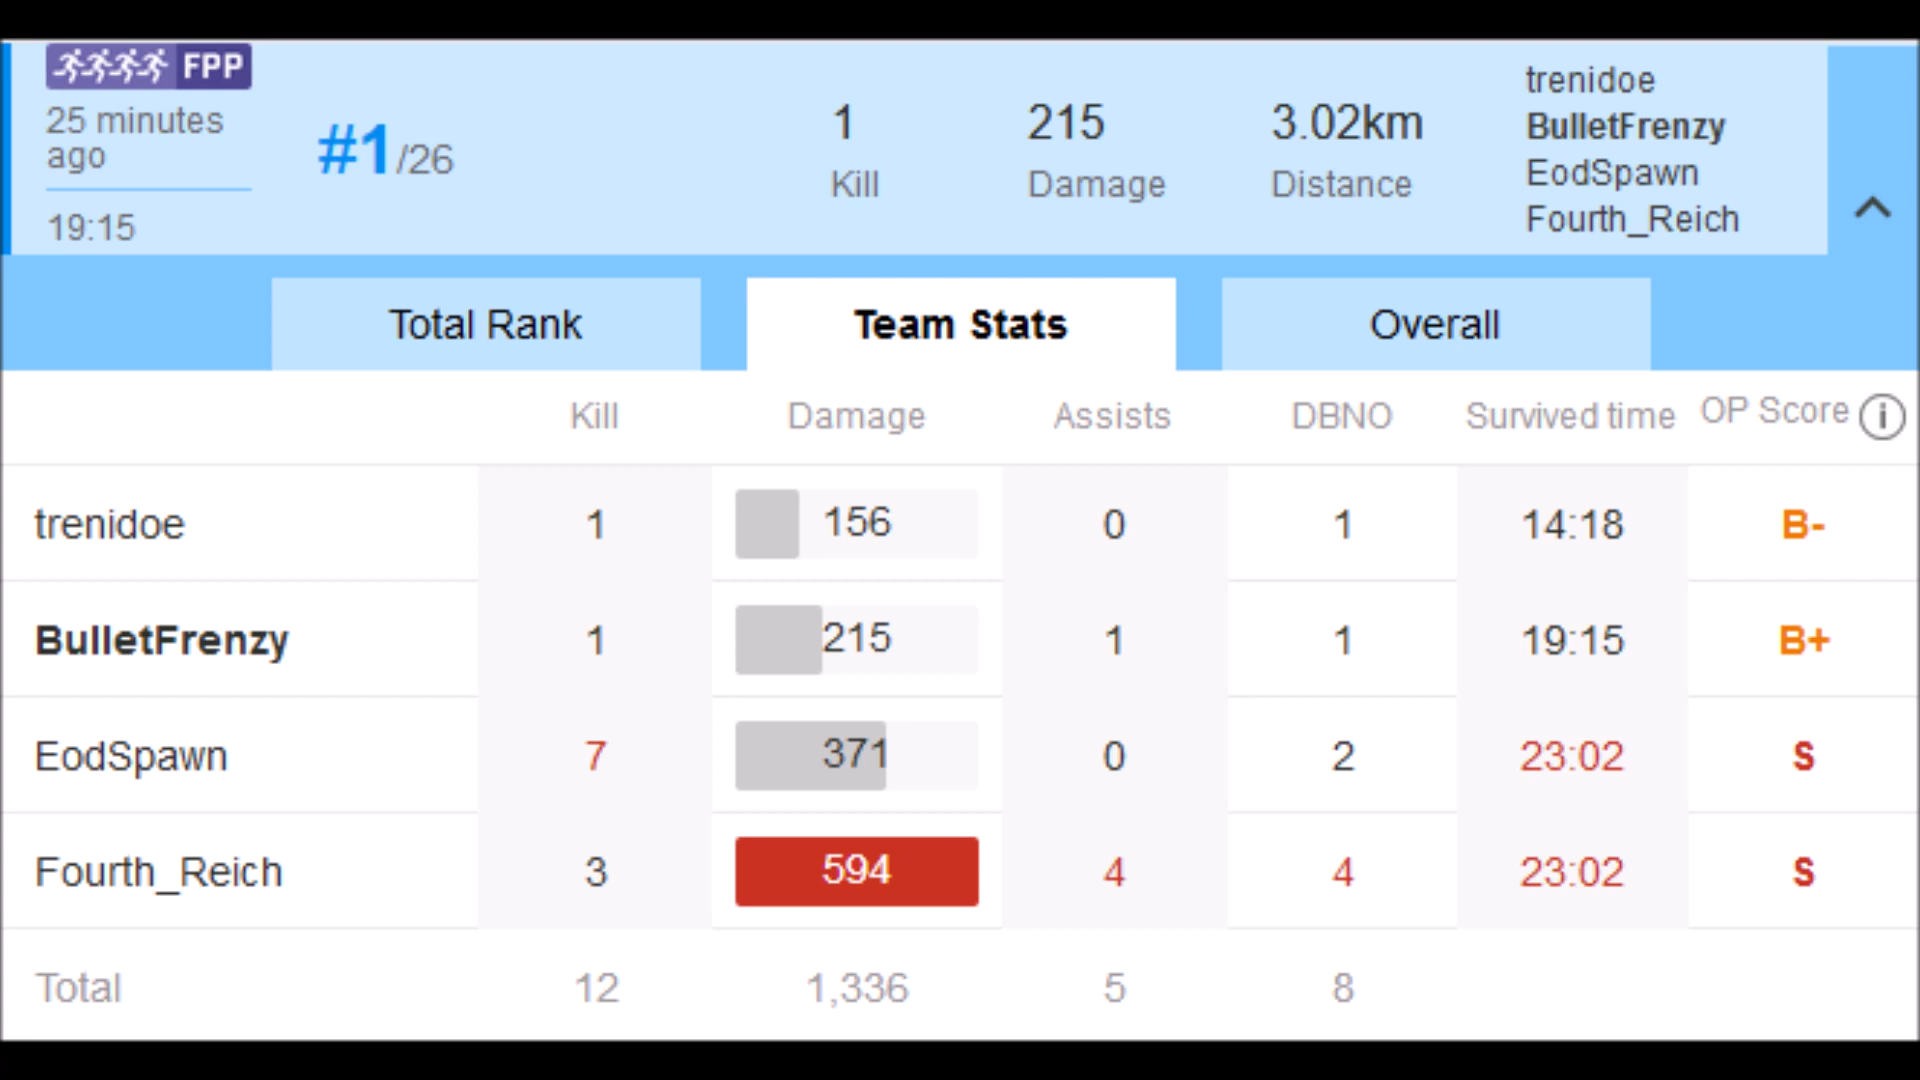 FPP
25 minutes
ago
19:15
#1/26
1
Kill
215
Damage
3.02km
Distance
trenidoe
BulletFrenzy
EodSpawn
Fourth_Reich
Total Rank Team Stats Overall
Kill Damage Assists DBNO Survived time OP Score i
trenidoe 1 156 0 1 14:18 B-
BulletFrenzy 1 215 1 1 19:15 B+
EodSpawn 7 371 0 2 23:02 S
Fourth_Reich 3 594 4 4 23:02 S
Total 12 1,336 5 8